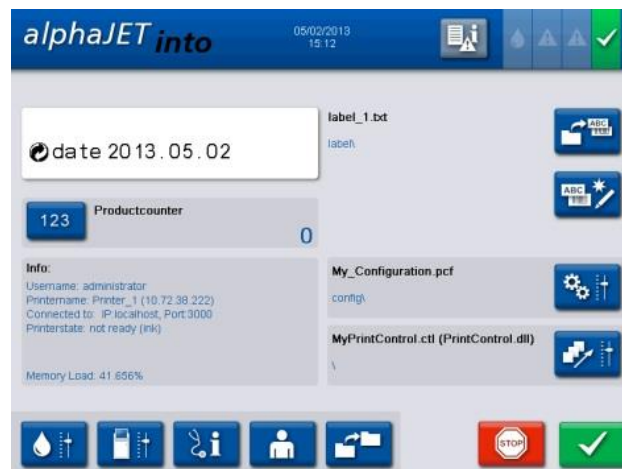 alphaJET into
05/02/2013
15:12
label_1.txt
label\
date 2013.05.02
ABC
ABC
123
Productcounter
0
Info:
Username: administrator
Printername: Printer_1 (10.72.38.222)
Connected to: IP:localhost, Port:3000
Printerstate: not ready (Ink)
Memory Load: 41.656%
My_Configuration.pcf
config\
MyPrintControl.ctl (PrintControl.dll)
\
STOP